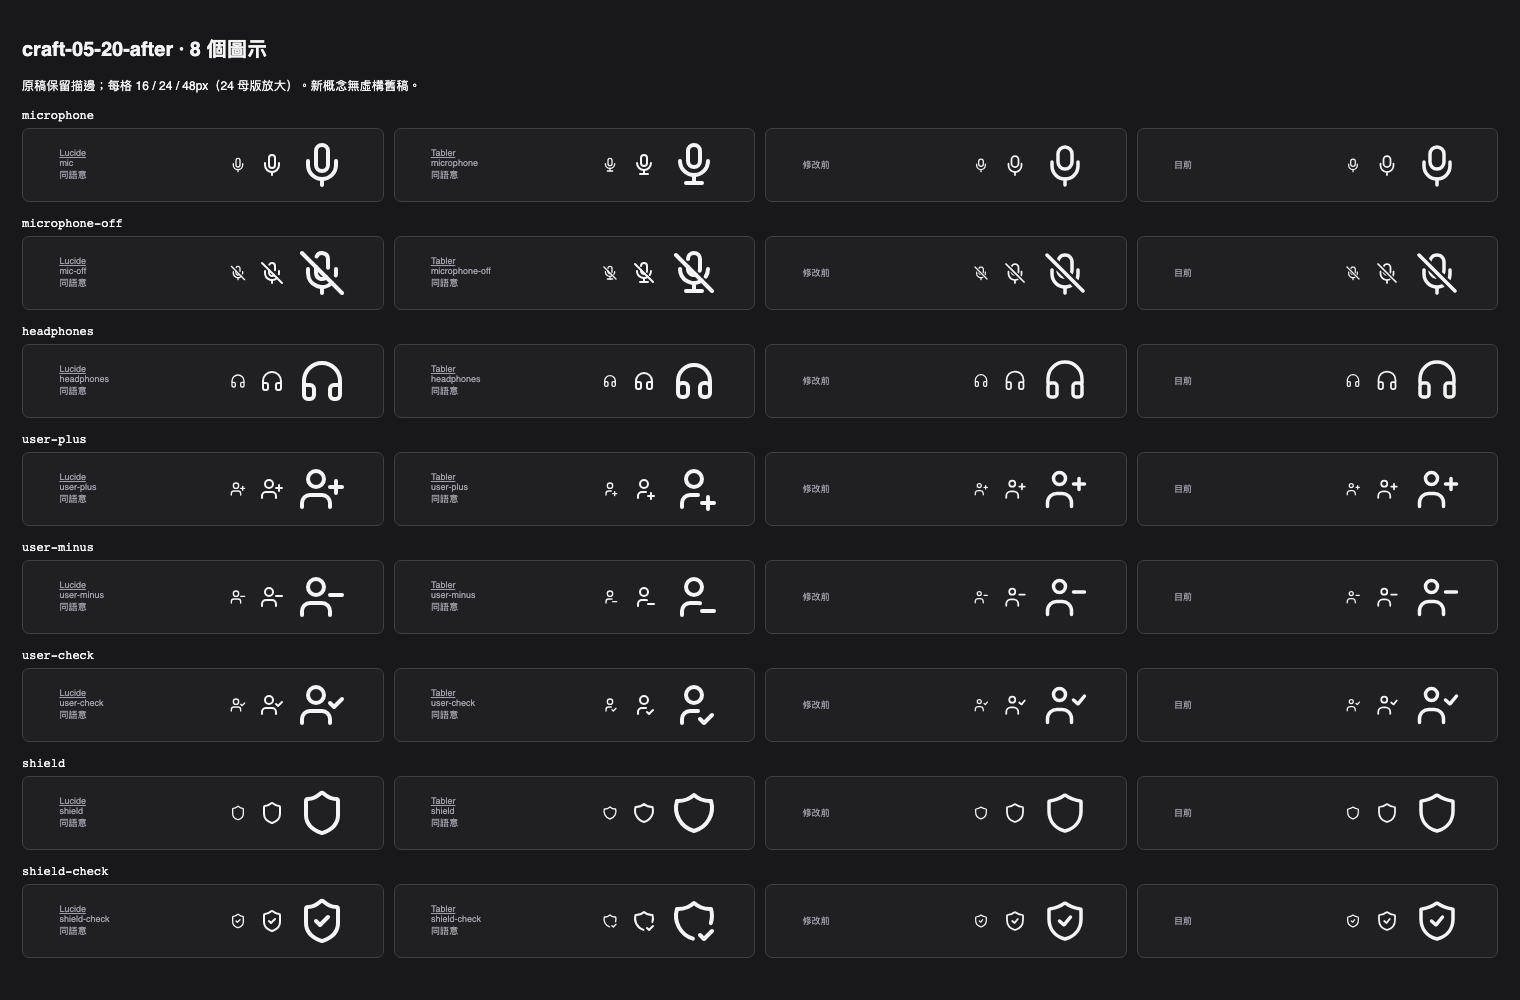 craft-05-20-after · 8 個圖示
原稿保留描邊；每格 16 / 24 / 48px（24 母版放大）。新概念無虛構舊稿。
microphone
Lucide
mic
同語意
Tabler
microphone
同語意
修改前
目前
microphone-off
Lucide
mic-off
同語意
Tabler
microphone-off
同語意
修改前
目前
headphones
Lucide
headphones
同語意
Tabler
headphones
同語意
修改前
目前
user-plus
Lucide
user-plus
同語意
Tabler
user-plus
同語意
修改前
目前
user-minus
Lucide
user-minus
同語意
Tabler
user-minus
同語意
修改前
目前
user-check
Lucide
user-check
同語意
Tabler
user-check
同語意
修改前
目前
shield
Lucide
shield
同語意
Tabler
shield
同語意
修改前
目前
shield-check
Lucide
shield-check
同語意
Tabler
shield-check
同語意
修改前
目前